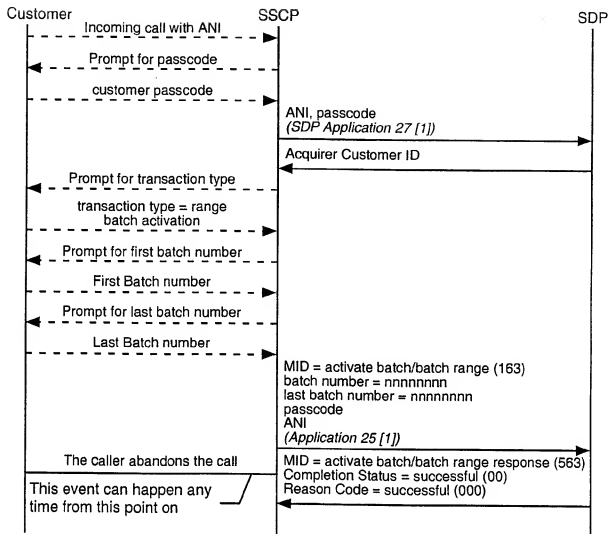 Customer
SSCP
SDP
Incoming call with ANI
Prompt for passcode
customer passcode
ANI, passcode
(SDP Application 27 [1])
Acquirer Customer ID
Prompt for transaction type
transaction type = range
batch activation
Prompt for first batch number
First Batch number
Prompt for last batch number
Last Batch number
MID = activate batch/batch range (163)
batch number = nnnnnnnn
last batch number = nnnnnnnn
passcode
ANI
(Application 25 [1])
The caller abandons the call
This event can happen any
time from this point on
MID = activate batch/batch range response (563)
Completion Status = successful (00)
Reason Code = successful (000)